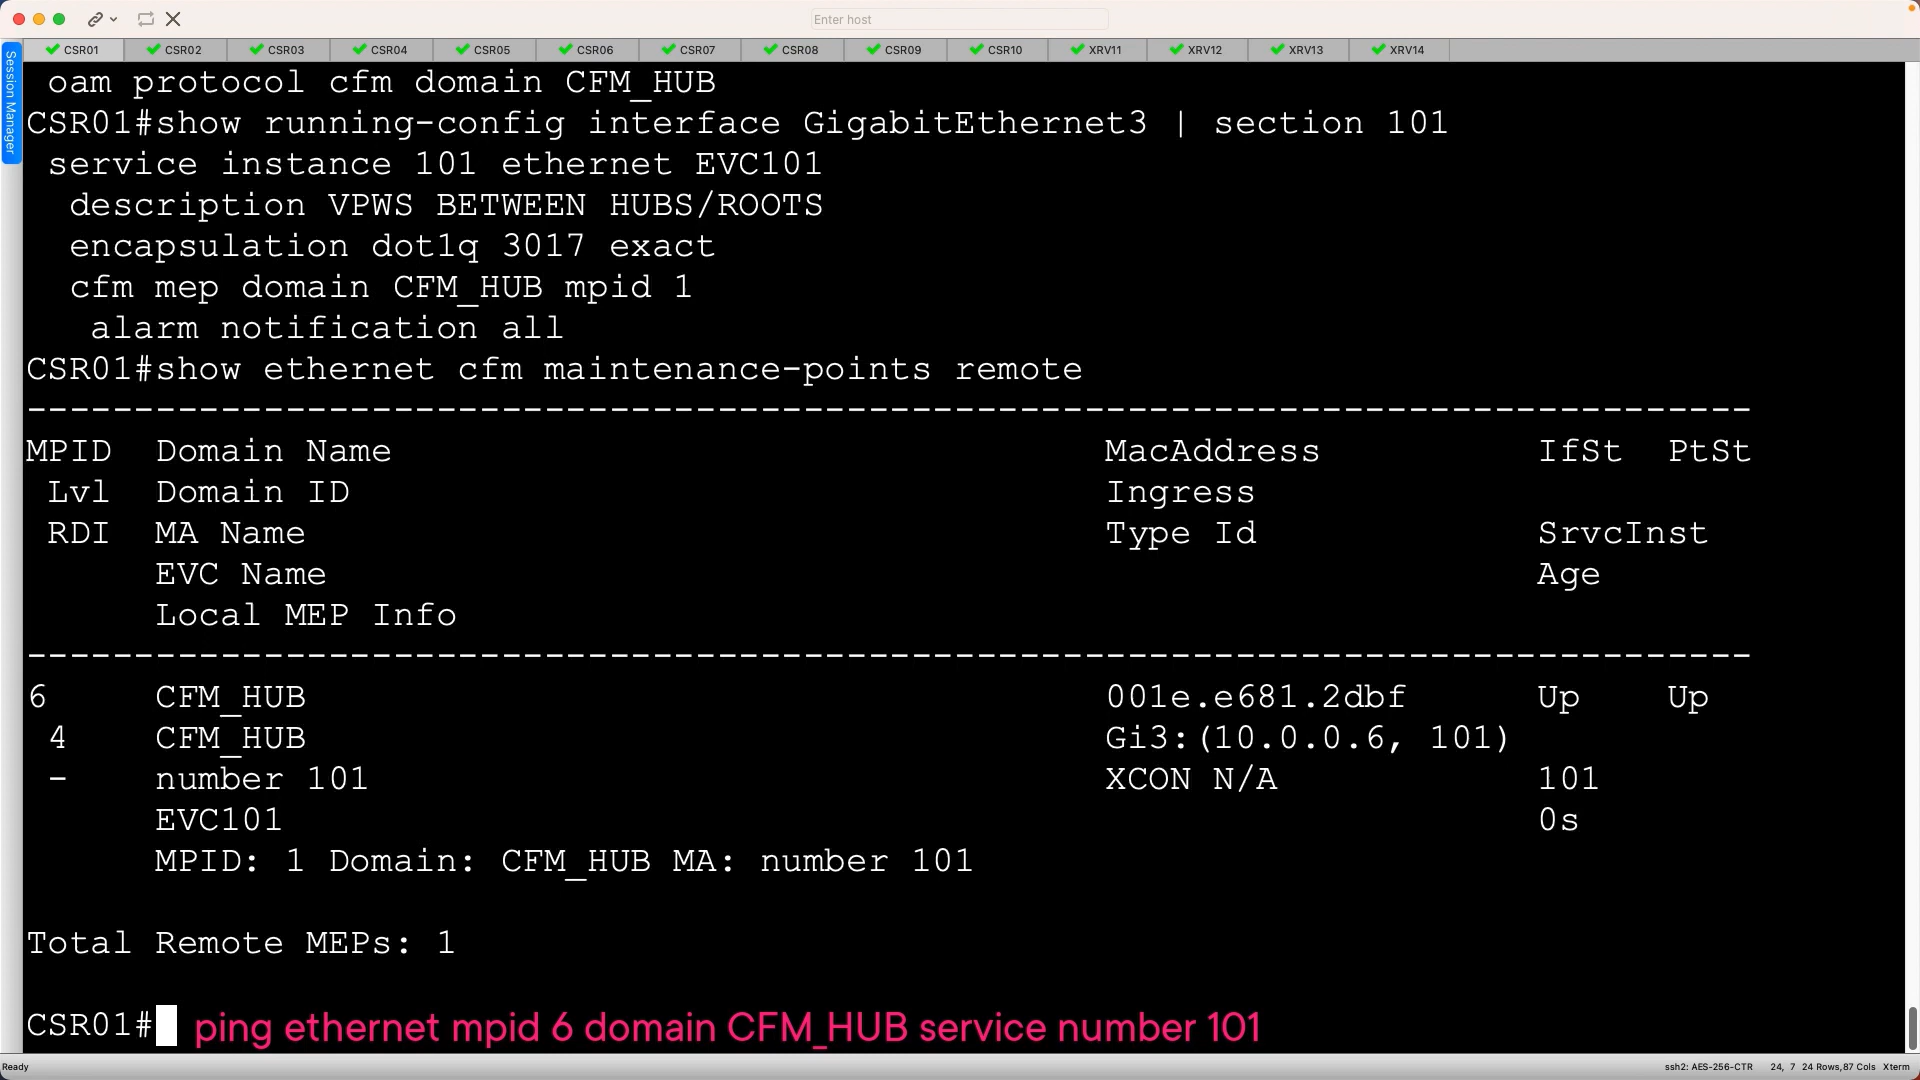 Enter host
CSR01 CSR02 CSR03 CSR04 CSR05 CSR06 CSR07 CSR08 CSR09 CSR10 XRV11 XRV12 XRV13 XRV14
Session Manager
oam protocol cfm domain CFM_HUB
CSR01#show running-config interface GigabitEthernet3 | section 101
service instance 101 ethernet EVC101
description VPWS BETWEEN HUBS/ROOTS
encapsulation dot1q 3017 exact
cfm mep domain CFM_HUB mpid 1
alarm notification all
CSR01#show ethernet cfm maintenance-points remote
--------------------------------------------------------------------------------
MPID Domain Name MacAddress IfSt PtSt
Lvl Domain ID Ingress
RDI MA Name Type Id SrvcInst
EVC Name Age
Local MEP Info
--------------------------------------------------------------------------------
6 CFM_HUB 001e.e681.2dbf Up Up
4 CFM_HUB Gi3:(10.0.0.6, 101)
- number 101 XCON N/A 101
EVC101 0s
MPID: 1 Domain: CFM_HUB MA: number 101
Total Remote MEPs: 1
CSR01# ping ethernet mpid 6 domain CFM_HUB service number 101
Ready ssh2: AES-256-CTR 24, 7 24 Rows,87 Cols Xterm